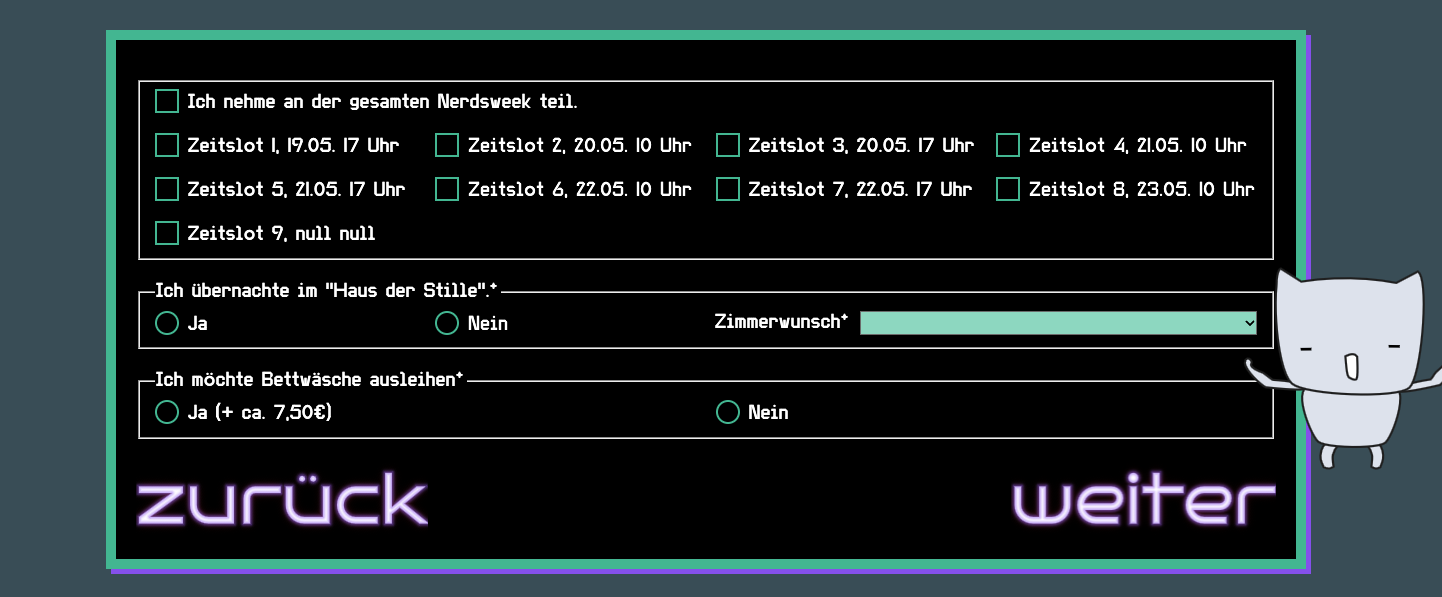 Ich nehme an der gesamten Nerdsweek teil.
Zeitslot 1, 19.05. 17 Uhr Zeitslot 2, 20.05. 10 Uhr Zeitslot 3, 20.05. 17 Uhr Zeitslot 4, 21.05. 10 Uhr
Zeitslot 5, 21.05. 17 Uhr Zeitslot 6, 22.05. 10 Uhr Zeitslot 7, 22.05. 17 Uhr Zeitslot 8, 23.05. 10 Uhr
Zeitslot 9, null null
Ich übernachte im "Haus der Stille".*
Ja Nein Zimmerwunsch*
Ich möchte Bettwäsche ausleihen*
Ja (+ ca. 7,50€) Nein
zurück weiter